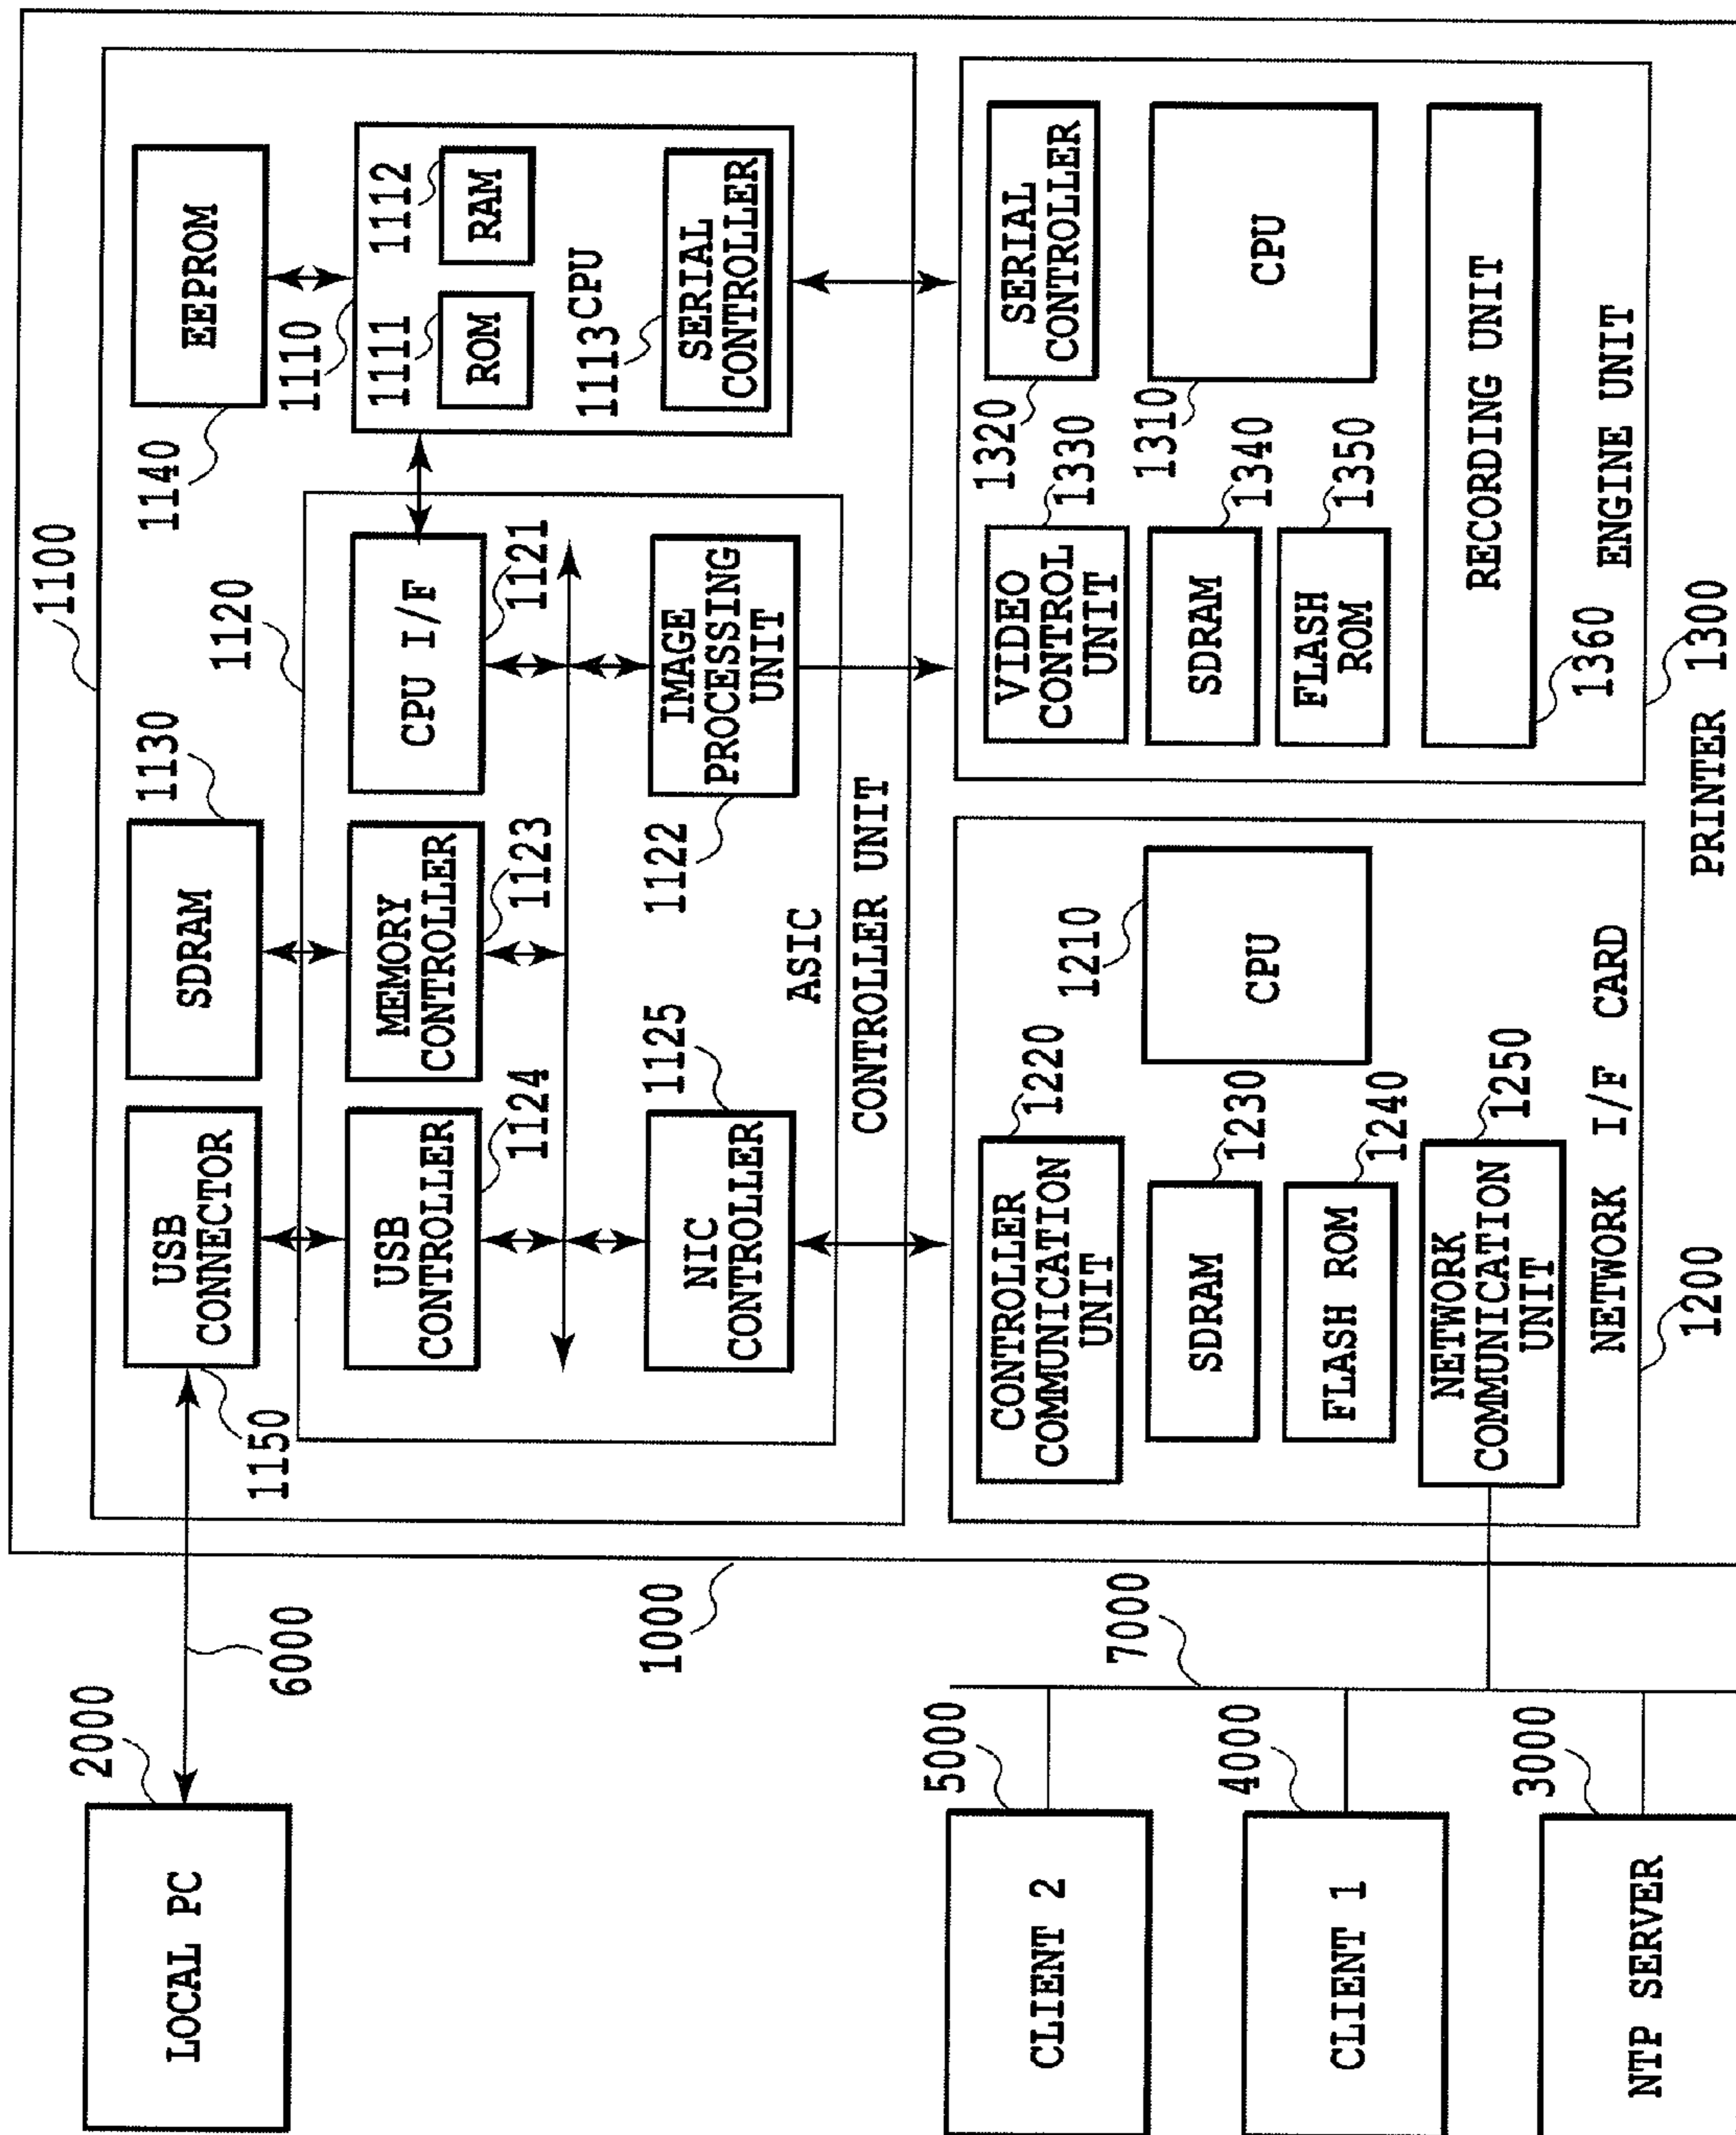 LOCAL PC
2000
6000
CLIENT 2
5000
CLIENT 1
4000
NTP SERVER
3000
7000
1000
1100
USB
CONNECTOR
1150
SDRAM
1130
EEPROM
1140
1120
USB
CONTROLLER
1124
MEMORY
CONTROLLER
1123
CPU I/F
1121
NIC
CONTROLLER
1125
IMAGE
PROCESSING
UNIT
1122
ASIC
1110
ROM
1111
RAM
1112
CPU
SERIAL
CONTROLLER
1113
CONTROLLER UNIT
CONTROLLER
COMMUNICATION
UNIT
1220
CPU
1210
SDRAM
1230
FLASH ROM
1240
NETWORK
COMMUNICATION
UNIT
1250
NETWORK I/F CARD
1200
VIDEO
CONTROL
UNIT
1330
SERIAL
CONTROLLER
1320
SDRAM
1340
CPU
1310
FLASH
ROM
1350
RECORDING UNIT
1360
ENGINE UNIT
1300
PRINTER